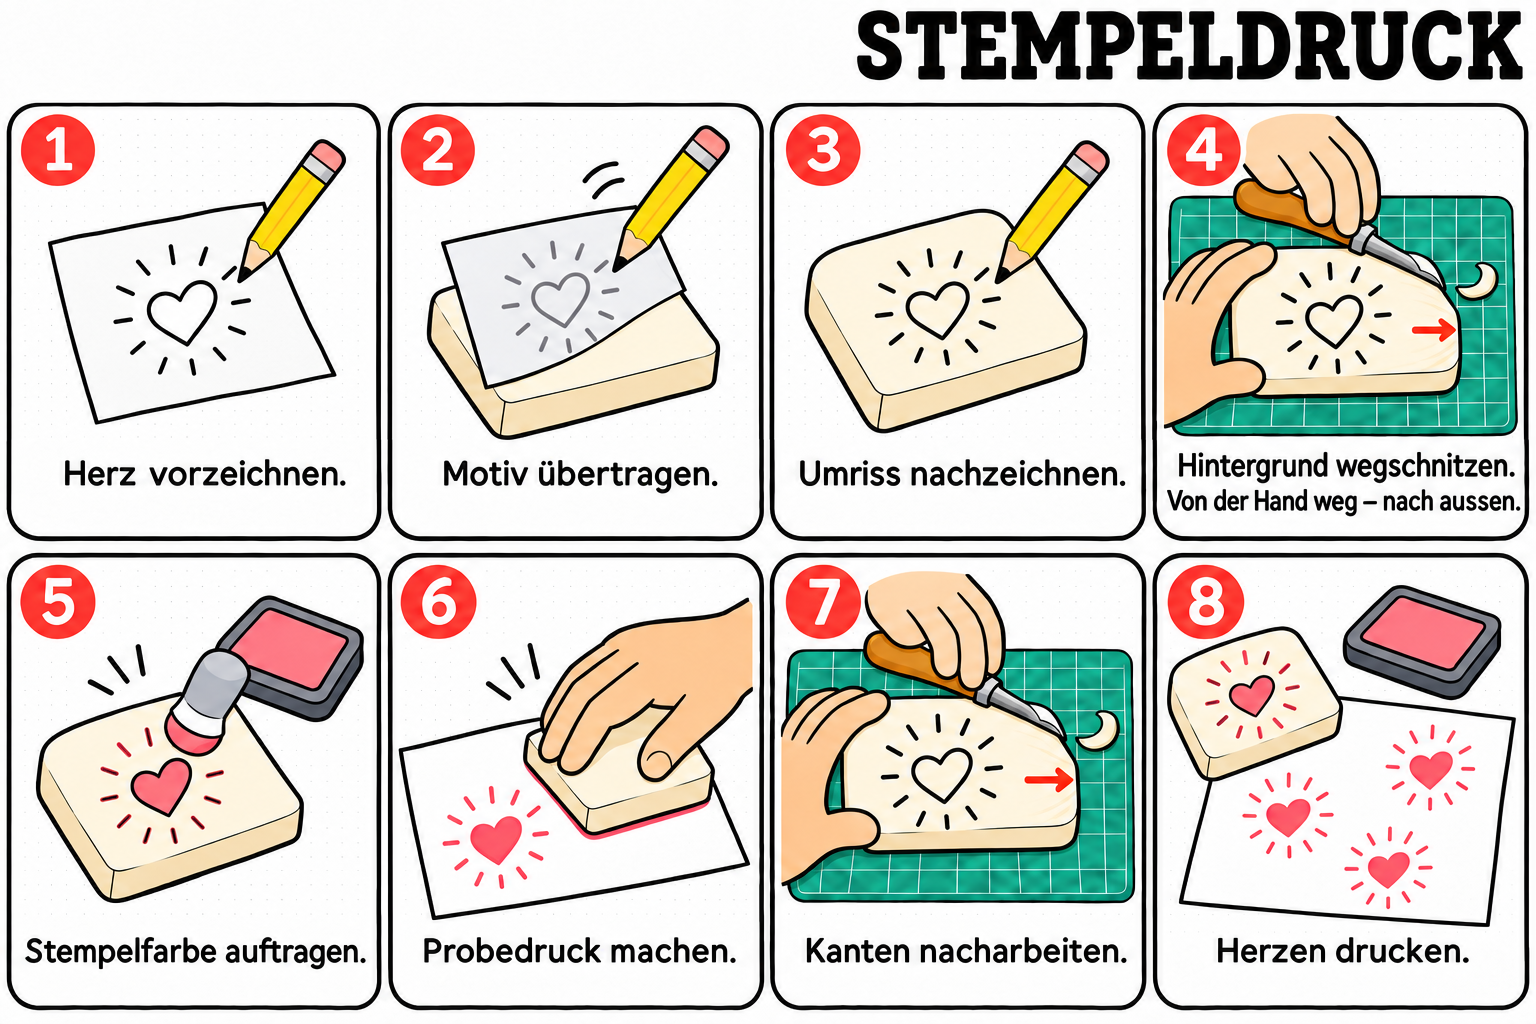 STEMPELDRUCK
1
Herz vorzeichnen.
2
Motiv übertragen.
3
Umriss nachzeichnen.
4
Hintergrund wegschnitzen.
Von der Hand weg – nach aussen.
5
Stempelfarbe auftragen.
6
Probedruck machen.
7
Kanten nacharbeiten.
8
Herzen drucken.